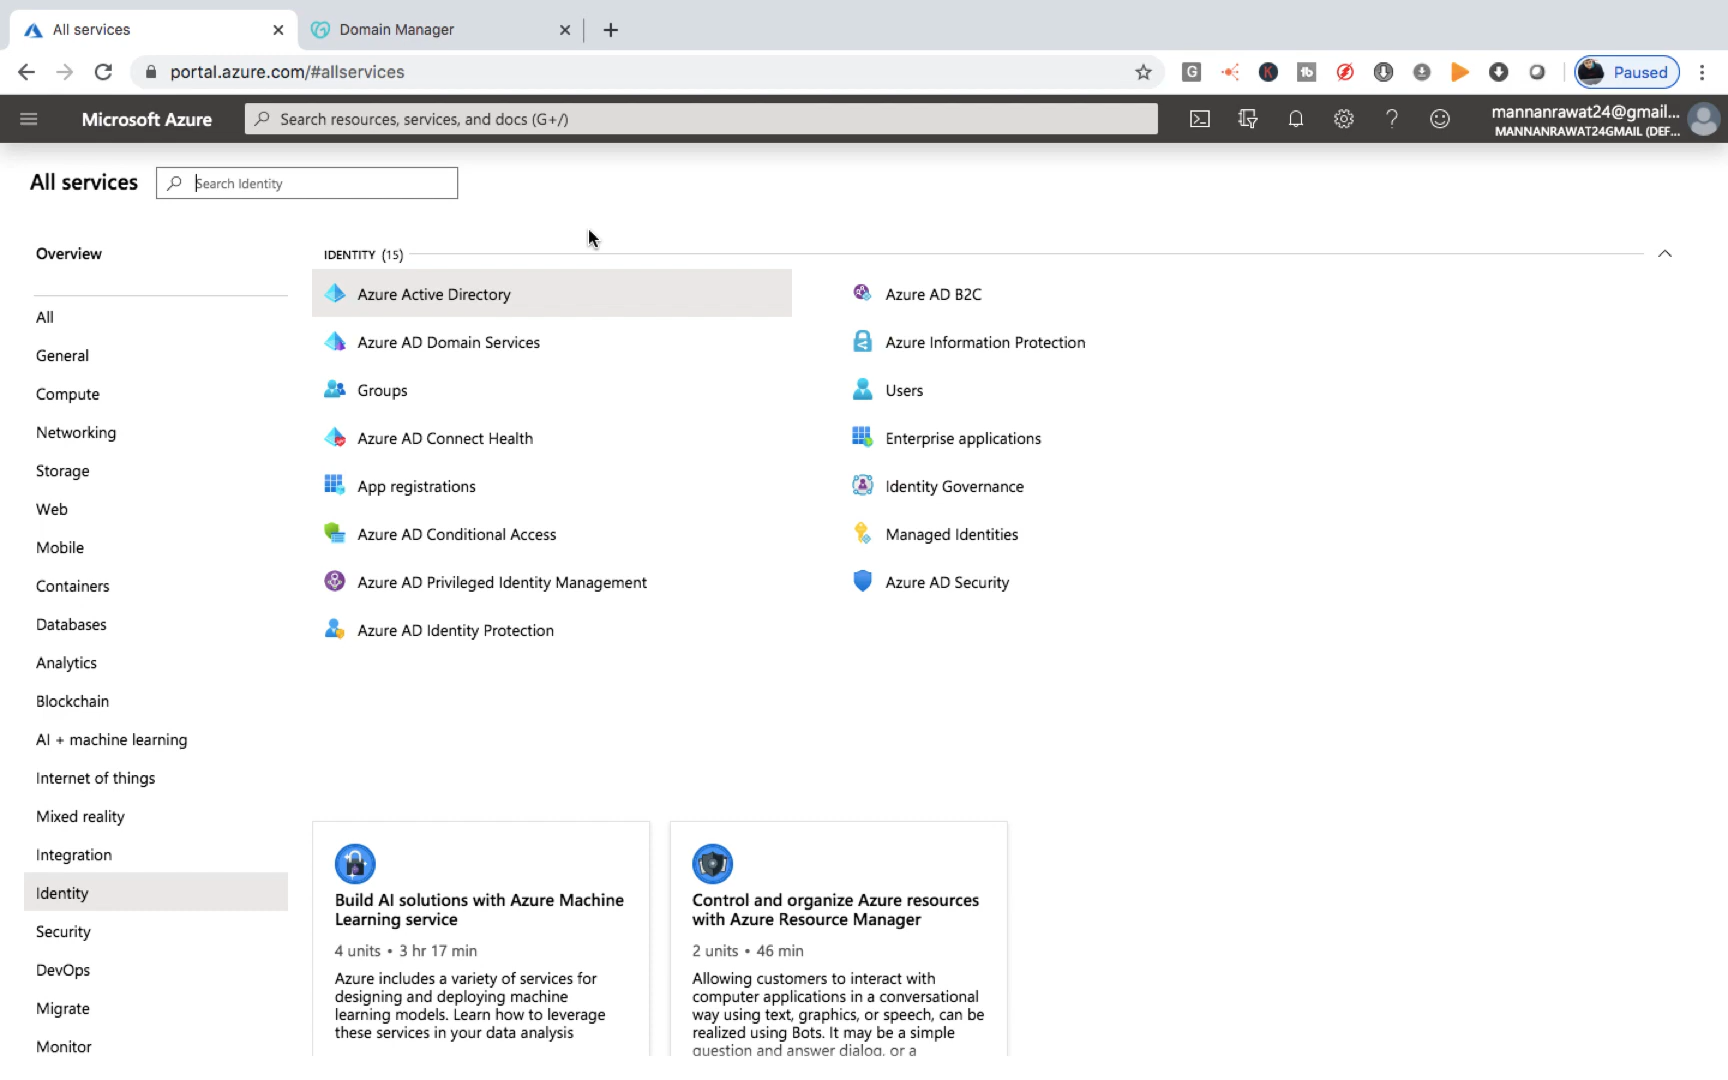 All services
Domain Manager
portal.azure.com/#allservices
Paused
Microsoft Azure
Search resources, services, and docs (G+/)
mannanrawat24@gmail...
MANNANRAWAT24GMAIL (DEF...
All services
Search Identity
Overview
All
General
Compute
Networking
Storage
Web
Mobile
Containers
Databases
Analytics
Blockchain
AI + machine learning
Internet of things
Mixed reality
Integration
Identity
Security
DevOps
Migrate
Monitor
IDENTITY (15)
Azure Active Directory
Azure AD B2C
Azure AD Domain Services
Azure Information Protection
Groups
Users
Azure AD Connect Health
Enterprise applications
App registrations
Identity Governance
Azure AD Conditional Access
Managed Identities
Azure AD Privileged Identity Management
Azure AD Security
Azure AD Identity Protection
Build AI solutions with Azure Machine
Learning service
4 units • 3 hr 17 min
Azure includes a variety of services for
designing and deploying machine
learning models. Learn how to leverage
these services in your data analysis
Control and organize Azure resources
with Azure Resource Manager
2 units • 46 min
Allowing customers to interact with
computer applications in a conversational
way using text, graphics, or speech, can be
realized using Bots. It may be a simple
question and answer dialog, or a